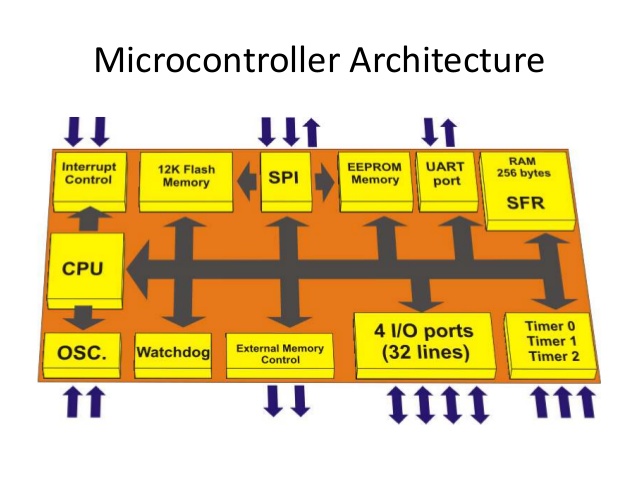 Microcontroller Architecture
Interrupt
Control
12K Flash
Memory
SPI
EEPROM
Memory
UART
port
RAM
256 bytes
SFR
CPU
OSC.
Watchdog
External Memory
Control
4 I/O ports
(32 lines)
Timer 0
Timer 1
Timer 2